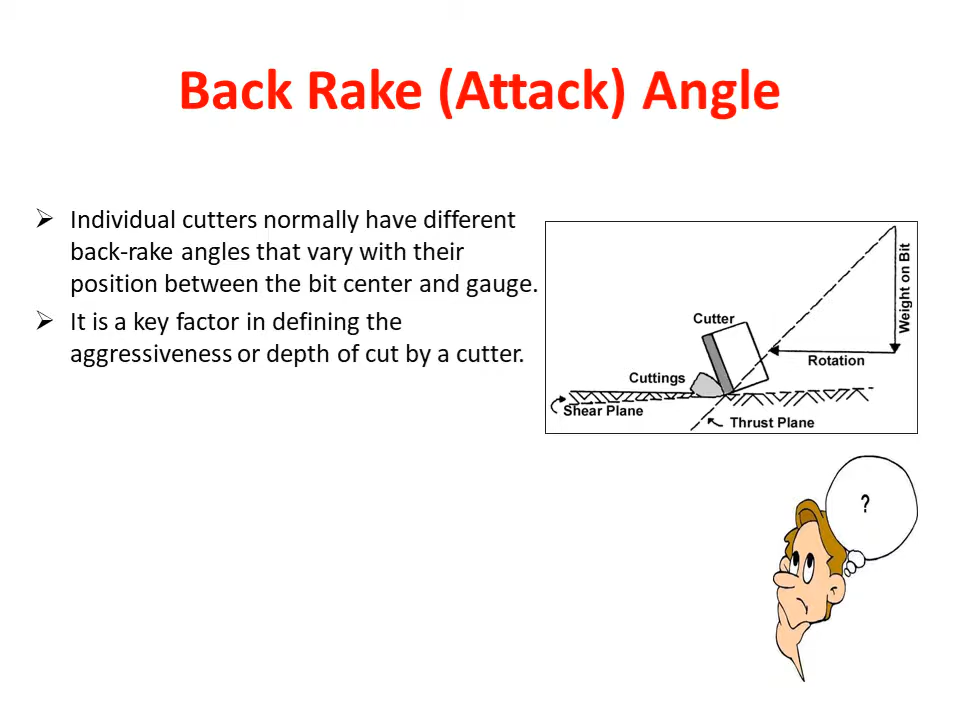 Back Rake (Attack) Angle
➢ Individual cutters normally have different
back-rake angles that vary with their
position between the bit center and gauge.
➢ It is a key factor in defining the
aggressiveness or depth of cut by a cutter.
Weight on Bit
Cutter
Rotation
Cuttings
Shear Plane
Thrust Plane
?